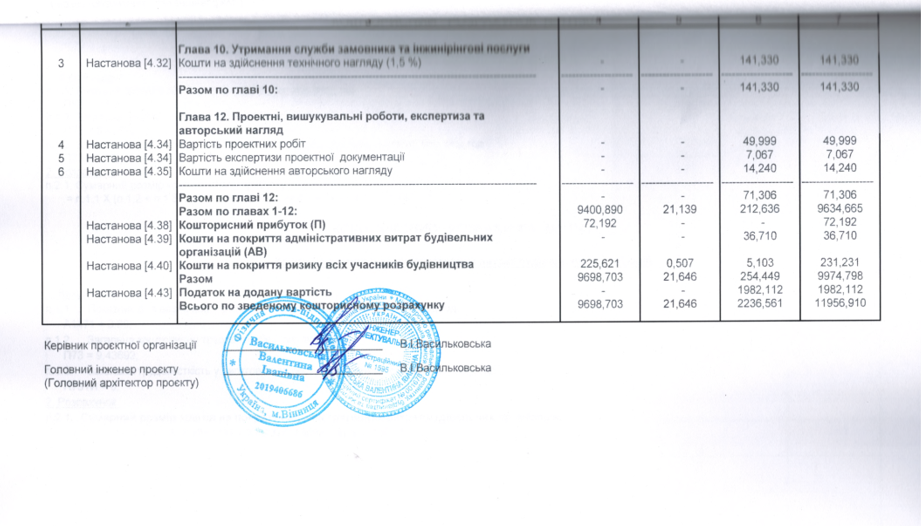 Глава 10. Утримання служби замовника та інжинірингові послуги
3 Настанова [4.32] Кошти на здійснення технічного нагляду (1,5 %) - - 141,330 141,330
Разом по главі 10: - - 141,330 141,330
Глава 12. Проектні, вишукувальні роботи, експертиза та
авторський нагляд
4 Настанова [4.34] Вартість проектних робіт - - 49,999 49,999
5 Настанова [4.34] Вартість експертизи проектної документації - - 7,067 7,067
6 Настанова [4.35] Кошти на здійснення авторського нагляду - - 14,240 14,240
Разом по главі 12: - - 71,306 71,306
Разом по главах 1-12: 9400,890 21,139 212,636 9634,665
Настанова [4.38] Кошторисний прибуток (П) 72,192 - - 72,192
Настанова [4.39] Кошти на покриття адміністративних витрат будівельних - - 36,710 36,710
організацій (АВ)
Настанова [4.40] Кошти на покриття ризику всіх учасників будівництва 225,621 0,507 5,103 231,231
Разом 9698,703 21,646 254,449 9974,798
Настанова [4.43] Податок на додану вартість - - 1982,112 1982,112
Всього по зведеному кошторисному розрахунку 9698,703 21,646 2236,561 11956,910
Керівник проєктної організації В.І.Васильковська
Головний інженер проєкту В.І.Васильковська
(Головний архітектор проєкту)
Васильковська
Валентина
Іванівна
2019406686
Україна, м.Вінниця
УКРАЇНА
ІНЖЕНЕР
№ 1595